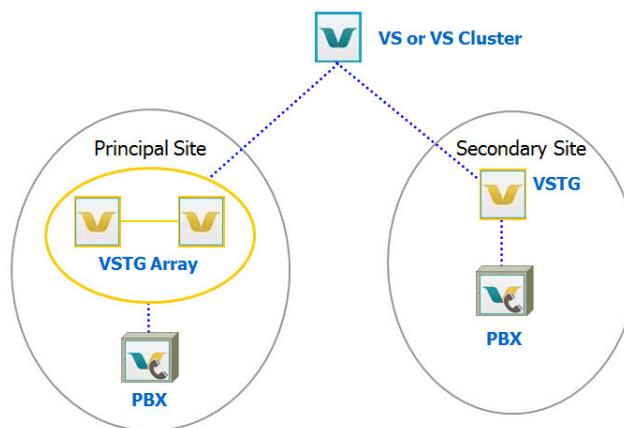 VS or VS Cluster
Principal Site
Secondary Site
VSTG
VSTG Array
PBX
PBX